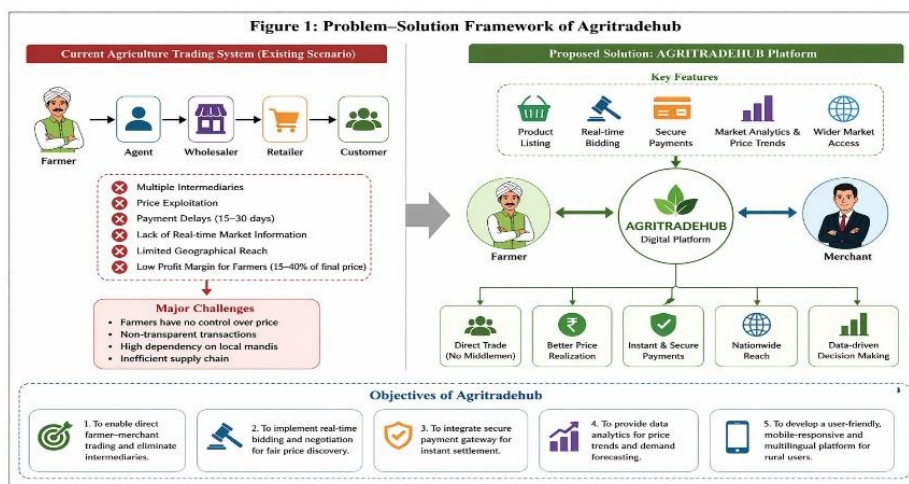 Figure 1: Problem–Solution Framework of Agritradehub
Current Agriculture Trading System (Existing Scenario)
Farmer
Agent
Wholesaler
Retailer
Customer
Multiple Intermediaries
Price Exploitation
Payment Delays (15–30 days)
Lack of Real-time Market Information
Limited Geographical Reach
Low Profit Margin for Farmers (15–40% of final price)
Major Challenges
• Farmers have no control over price
• Non-transparent transactions
• High dependency on local mandis
• Inefficient supply chain
Proposed Solution: AGRITRADEHUB Platform
Key Features
Product
Listing
Real-time
Bidding
Secure
Payments
Market Analytics &
Price Trends
Wider Market
Access
Farmer
AGRITRADEHUB
Digital Platform
Merchant
Direct Trade
(No Middlemen)
₹
Better Price
Realization
Instant & Secure
Payments
Nationwide
Reach
Data-driven
Decision Making
Objectives of Agritradehub
1. To enable direct
farmer–merchant
trading and eliminate
intermediaries.
2. To implement real-time
bidding and negotiation
for fair price discovery.
3. To integrate secure
payment gateway for
instant settlement.
4. To provide data
analytics for price
trends and demand
forecasting.
5. To develop a user-friendly,
mobile-responsive and
multilingual platform for
rural users.